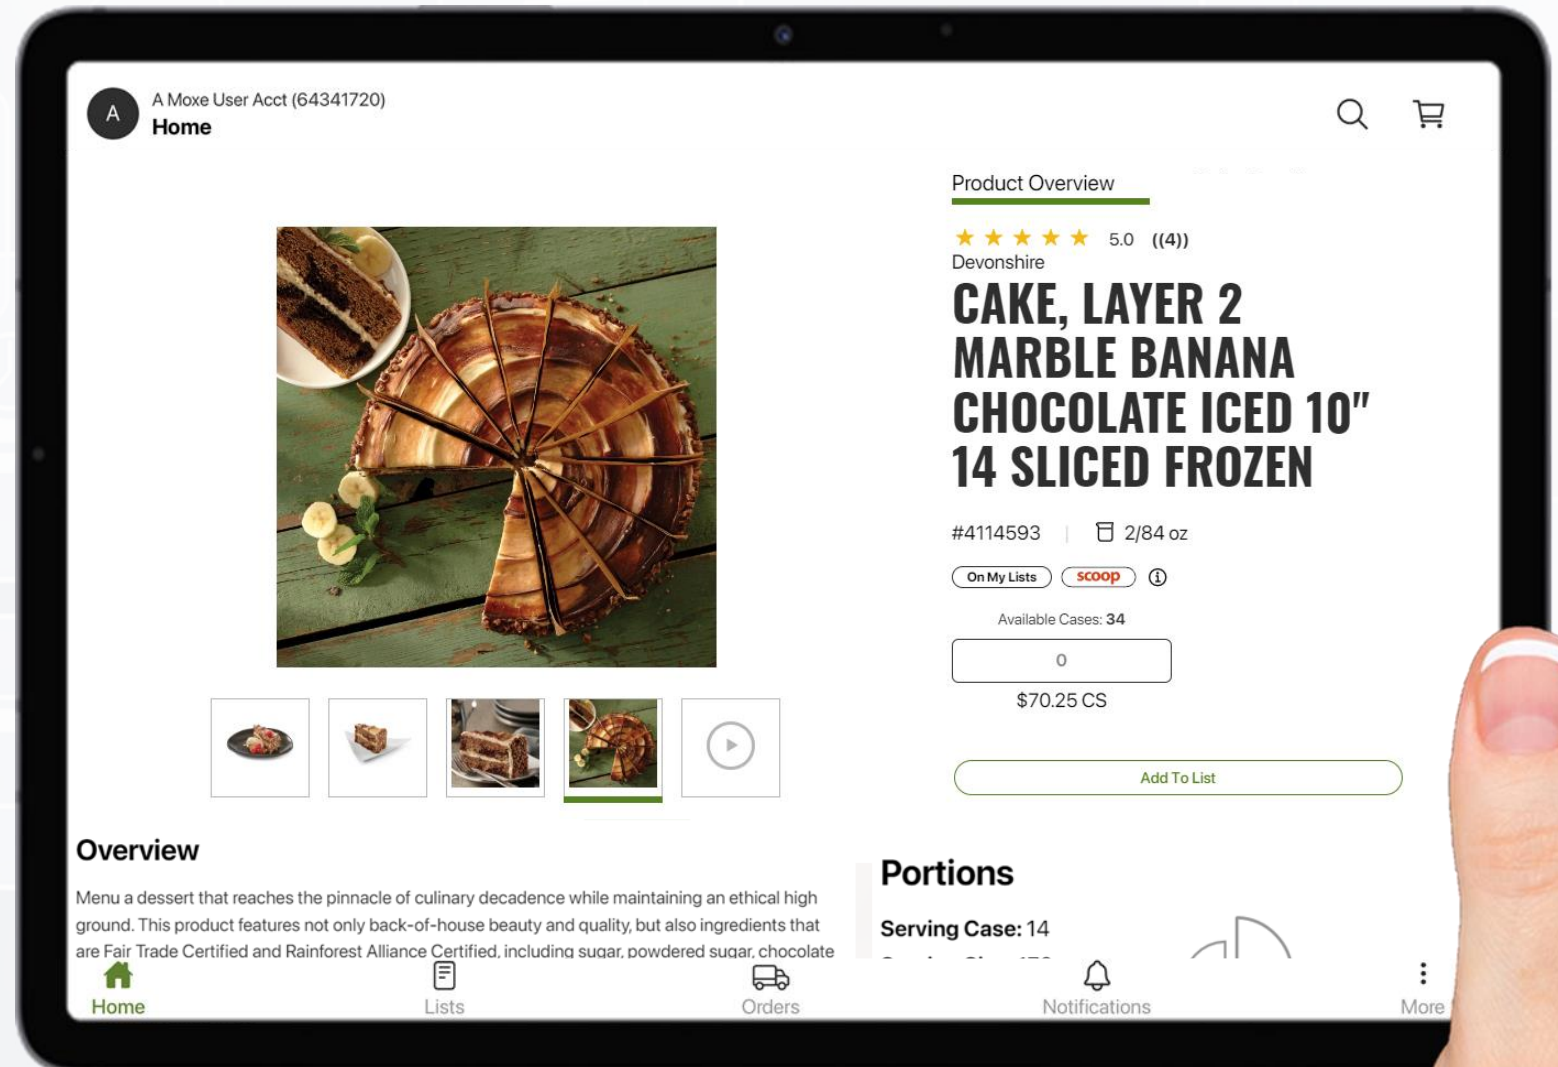 A
A Moxe User Acct (64341720)
Home
Product Overview
5.0 ((4))
Devonshire
CAKE, LAYER 2
MARBLE BANANA
CHOCOLATE ICED 10"
14 SLICED FROZEN
#4114593 | 2/84 oz
On My Lists scoop
Available Cases: 34
0
$70.25 CS
Add To List
Overview
Menu a dessert that reaches the pinnacle of culinary decadence while maintaining an ethical high
ground. This product features not only back-of-house beauty and quality, but also ingredients that
are Fair Trade Certified and Rainforest Alliance Certified, including sugar, powdered sugar, chocolate
Portions
Serving Case: 14
Home
Lists
Orders
Notifications
More